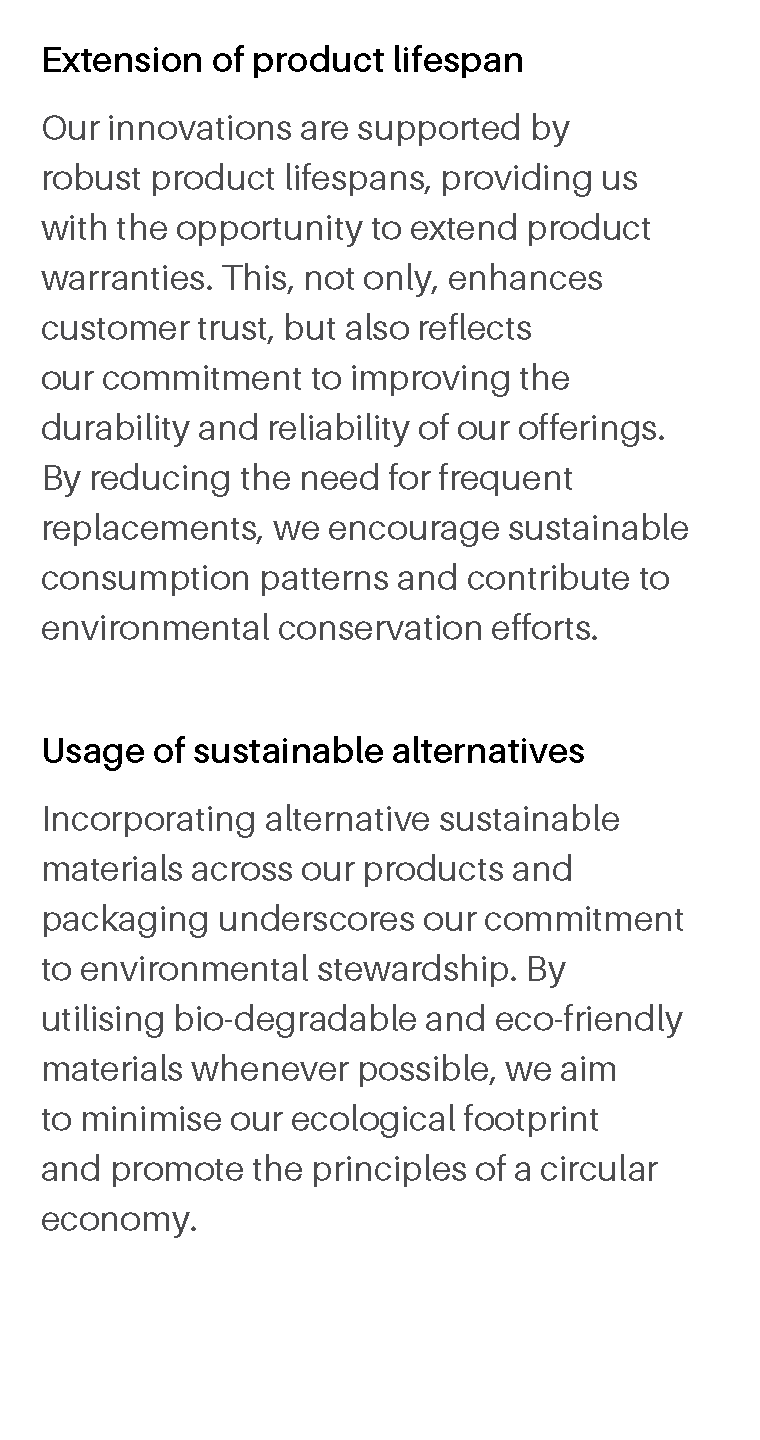 Extension of product lifespan
Our innovations are supported by
robust product lifespans, providing us
with the opportunity to extend product
warranties. This, not only, enhances
customer trust, but also reflects
our commitment to improving the
durability and reliability of our offerings.
By reducing the need for frequent
replacements, we encourage sustainable
consumption patterns and contribute to
environmental conservation efforts.
Usage of sustainable alternatives
Incorporating alternative sustainable
materials across our products and
packaging underscores our commitment
to environmental stewardship. By
utilising bio-degradable and eco-friendly
materials whenever possible, we aim
to minimise our ecological footprint
and promote the principles of a circular
economy.